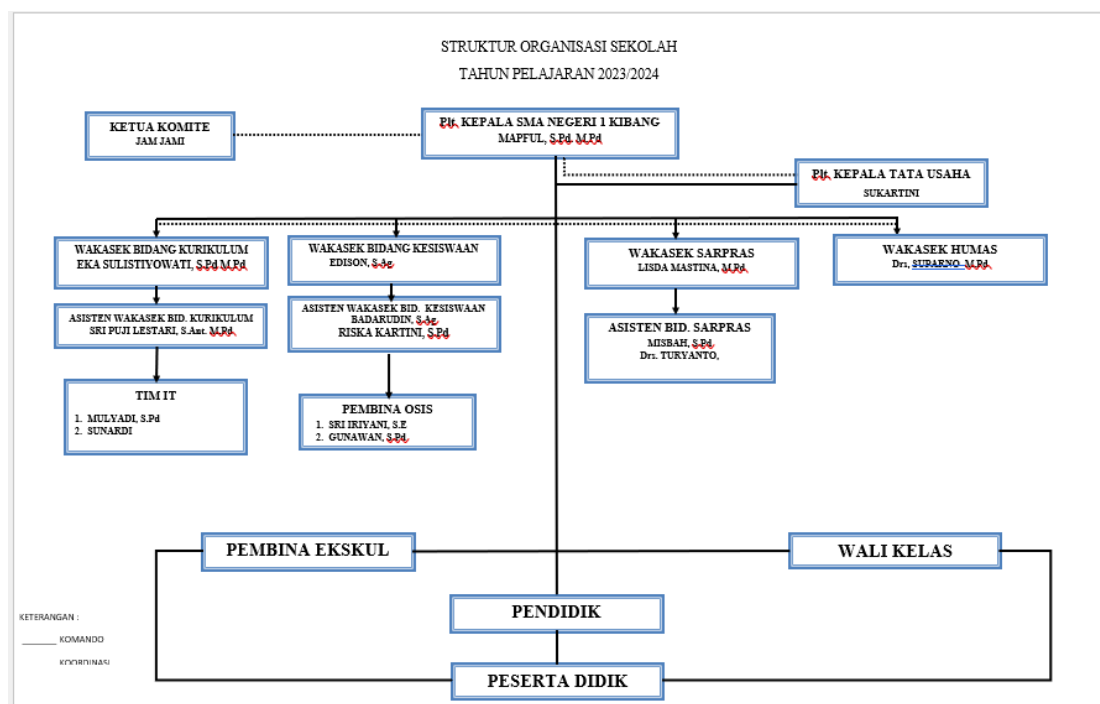 STRUKTUR ORGANISASI SEKOLAH
TAHUN PELAJARAN 2023/2024
KETUA KOMITE
JAM JAMI
Plt. KEPALA SMA NEGERI 1 KIBANG
MAPFUL, S.Pd. M.Pd
Plt. KEPALA TATA USAHA
SUKARTINI
WAKASEK BIDANG KURIKULUM
EKA SULISTIYOWATI, S.Pd.M.Pd.
WAKASEK BIDANG KESISWAAN
EDISON, S.Ag.
WAKASEK SARPRAS
LISDA MASTINA, M.Pd.
WAKASEK HUMAS
Drs, SUPARNO M.Pd.
ASISTEN WAKASEK BID. KURIKULUM
SRI PUJI LESTARI, S.Ant. M.Pd.
ASISTEN WAKASEK BID. KESISWAAN
BADARUDIN, S.Ag.
RISKA KARTINI, S.Pd.
ASISTEN BID. SARPRAS
MISBAH, S.Pd.
Drs. TURYANTO,
TIM IT
1. MULYADI, S.Pd
2. SUNARDI
PEMBINA OSIS
1. SRI IRIYANI, S.E
2. GUNAWAN, S.Pd.
PEMBINA EKSKUL
WALI KELAS
PENDIDIK
PESERTA DIDIK
KETERANGAN :
_______ KOMANDO
KOORDINASI